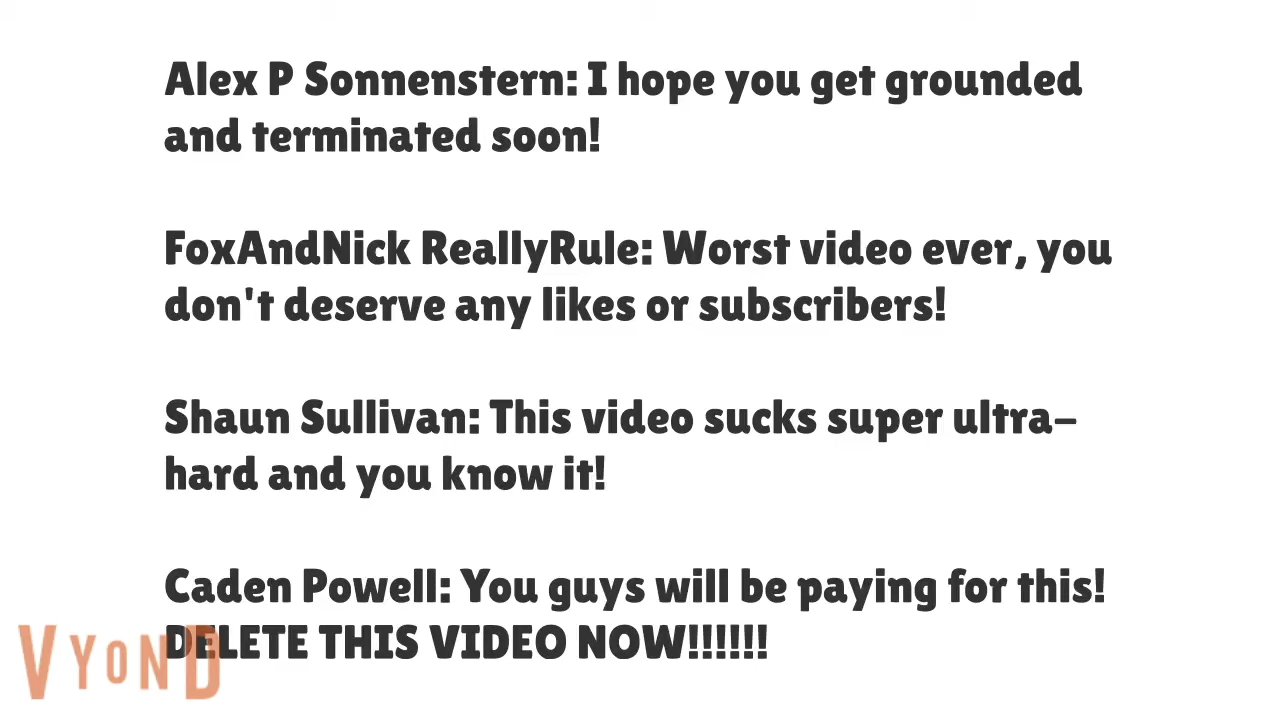 Alex P Sonnenstern: I hope you get grounded
and terminated soon!
FoxAndNick ReallyRule: Worst video ever, you
don't deserve any likes or subscribers!
Shaun Sullivan: This video sucks super ultra-
hard and you know it!
Caden Powell: You guys will be paying for this!
DELETE THIS VIDEO NOW!!!!!!
VYOND